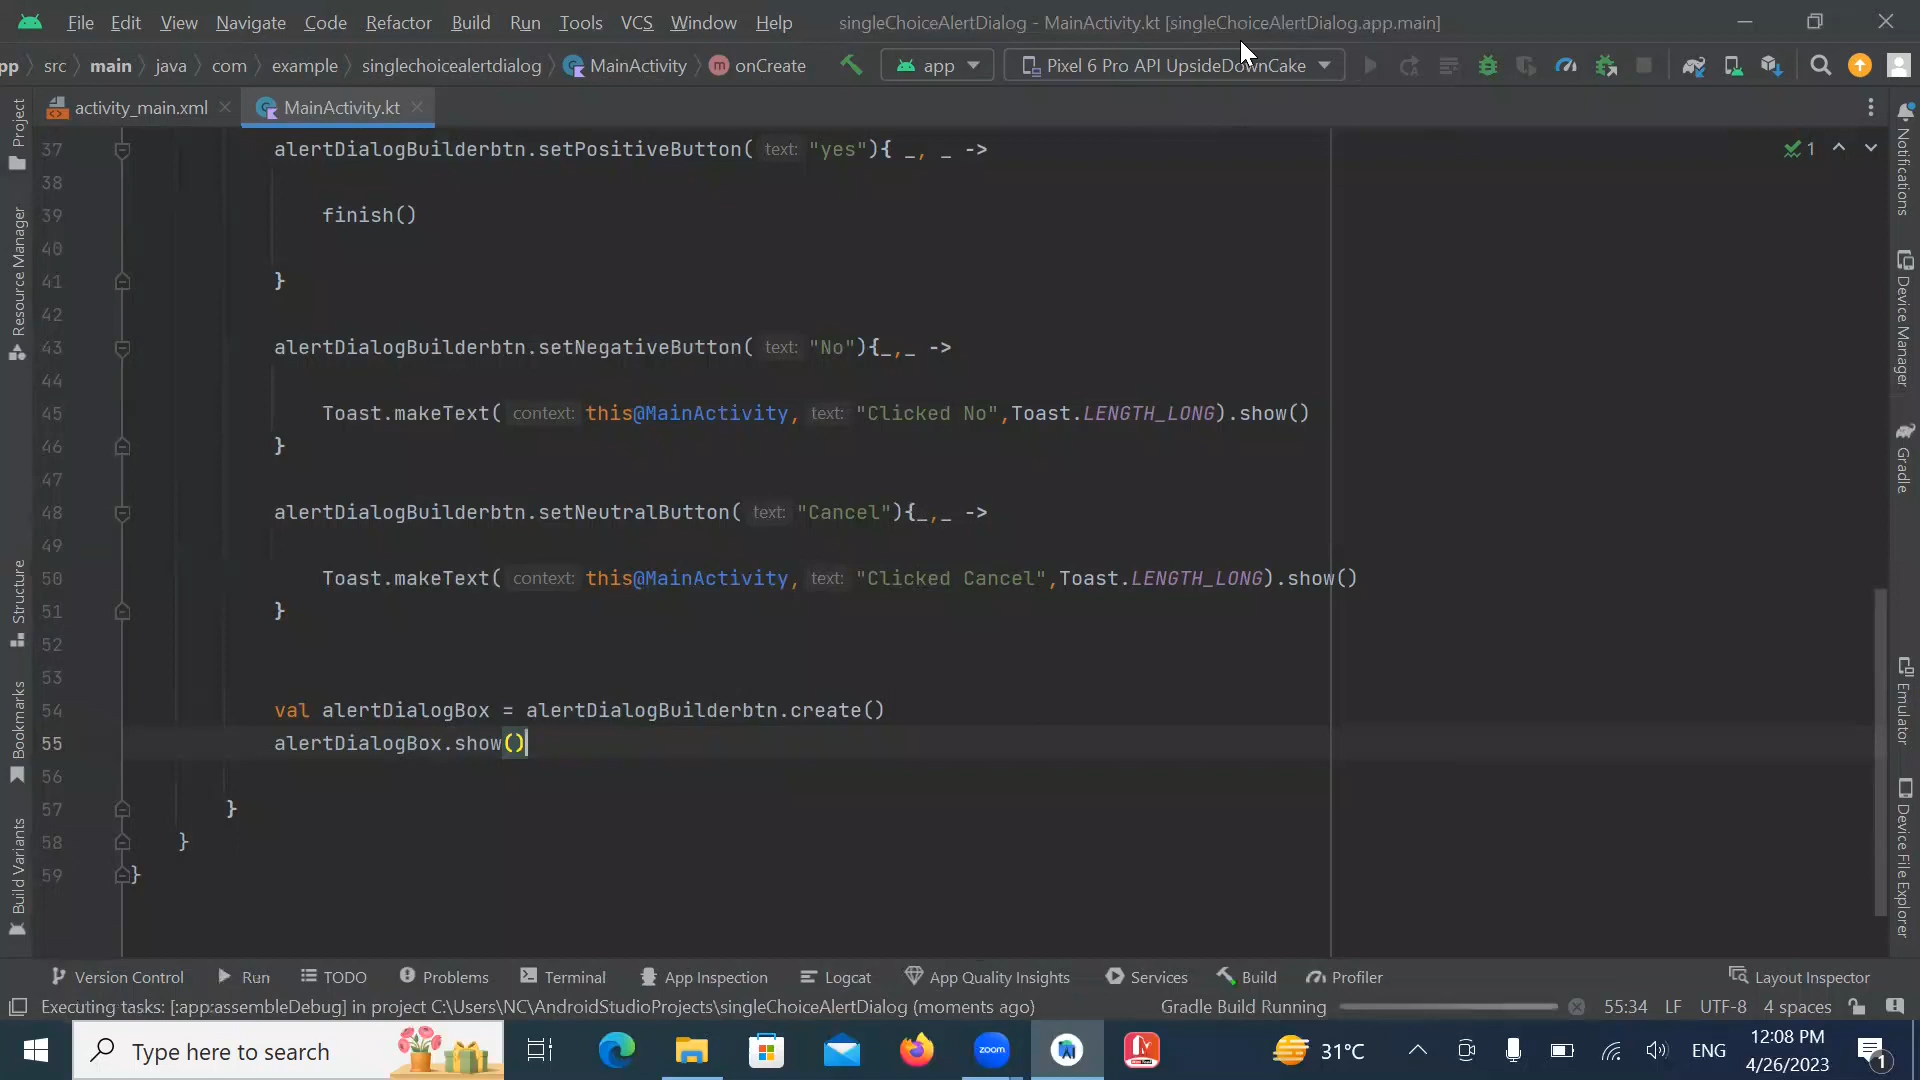 File Edit View Navigate Code Refactor Build Run Tools VCS Window Help singleChoiceAlertDialog - MainActivity.kt [singleChoiceAlertDialog.app.main]
pp src main java com example singlechoicealertdialog MainActivity m onCreate app Pixel 6 Pro API UpsideDownCake
activity_main.xml MainActivity.kt
37 alertDialogBuilderbtn.setPositiveButton( text: "yes"){ _, _ -> 1
38
39 finish()
40
41 }
42
43 alertDialogBuilderbtn.setNegativeButton( text: "No"){_,_ ->
44
45 Toast.makeText( context: this@MainActivity, text: "Clicked No",Toast.LENGTH_LONG).show()
46 }
47
48 alertDialogBuilderbtn.setNeutralButton( text: "Cancel"){_,_ ->
49
50 Toast.makeText( context: this@MainActivity, text: "Clicked Cancel",Toast.LENGTH_LONG).show()
51 }
52
53
54 val alertDialogBox = alertDialogBuilderbtn.create()
55 alertDialogBox.show()
56
57 }
58 }
59 }
Project
Resource Manager
Structure
Bookmarks
Build Variants
Notifications
Device Manager
Gradle
Emulator
Device File Explorer
Version Control Run TODO Problems Terminal App Inspection Logcat App Quality Insights Services Build Profiler Layout Inspector
Executing tasks: [:app:assembleDebug] in project C:\Users\NC\AndroidStudioProjects\singleChoiceAlertDialog (moments ago) Gradle Build Running 55:34 LF UTF-8 4 spaces
Type here to search zoom 31°C ENG 12:08 PM
4/26/2023 1